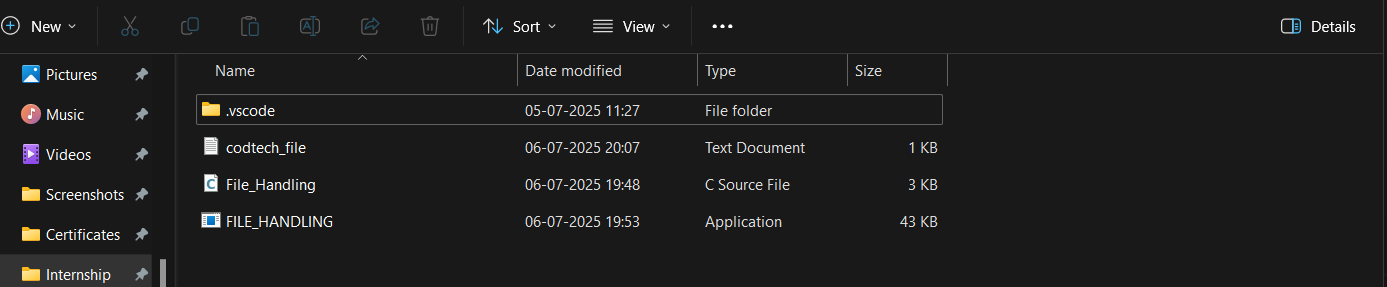 New Sort View ••• Details
Pictures
Music
Videos
Screenshots
Certificates
Internship
Name Date modified Type Size
.vscode 05-07-2025 11:27 File folder
codtech_file 06-07-2025 20:07 Text Document 1 KB
File_Handling 06-07-2025 19:48 C Source File 3 KB
FILE_HANDLING 06-07-2025 19:53 Application 43 KB